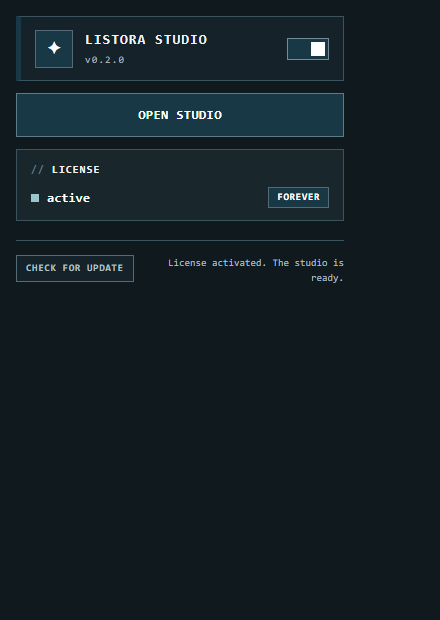 LISTORA STUDIO
v0.2.0
OPEN STUDIO
// LICENSE
active
FOREVER
CHECK FOR UPDATE
License activated. The studio is
ready.